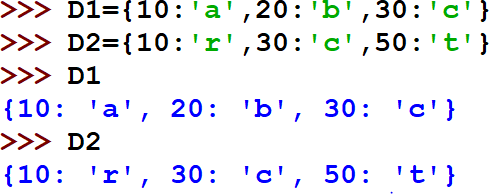 >>> D1={10:'a',20:'b',30:'c'}
>>> D2={10:'r',30:'c',50:'t'}
>>> D1
{10: 'a', 20: 'b', 30: 'c'}
>>> D2
{10: 'r', 30: 'c', 50: 't'}